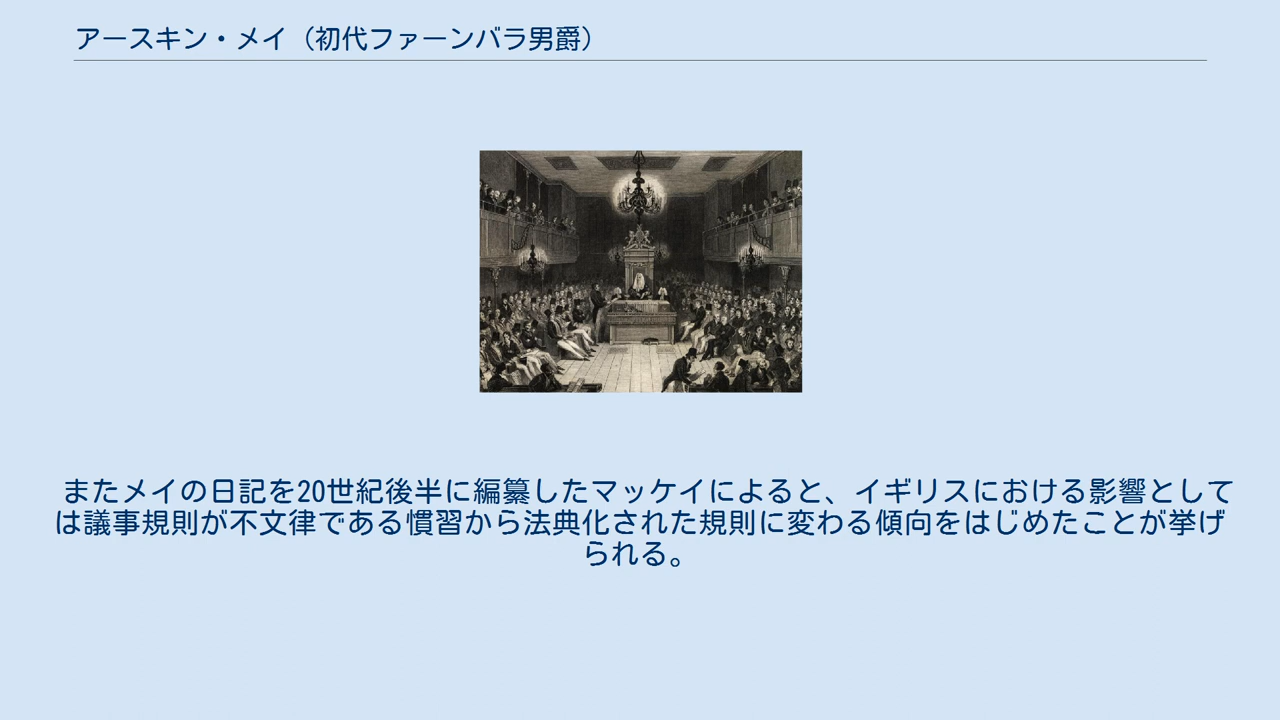 アースキン・メイ（初代ファーンバラ男爵）
またメイの日記を20世紀後半に編纂したマッケイによると、イギリスにおける影響として
は議事規則が不文律である慣習から法典化された規則に変わる傾向をはじめたことが挙げ
られる。